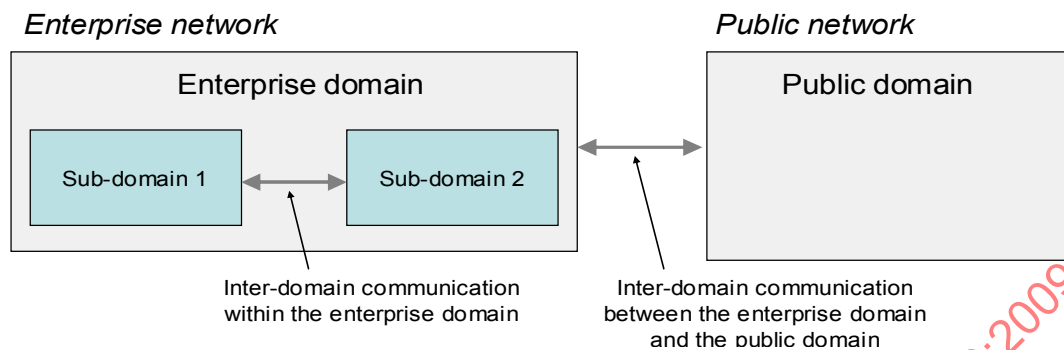 Enterprise network
Public network
Enterprise domain
Public domain
Sub-domain 1
Sub-domain 2
Inter-domain communication
within the enterprise domain
Inter-domain communication
between the enterprise domain
and the public domain
:2009